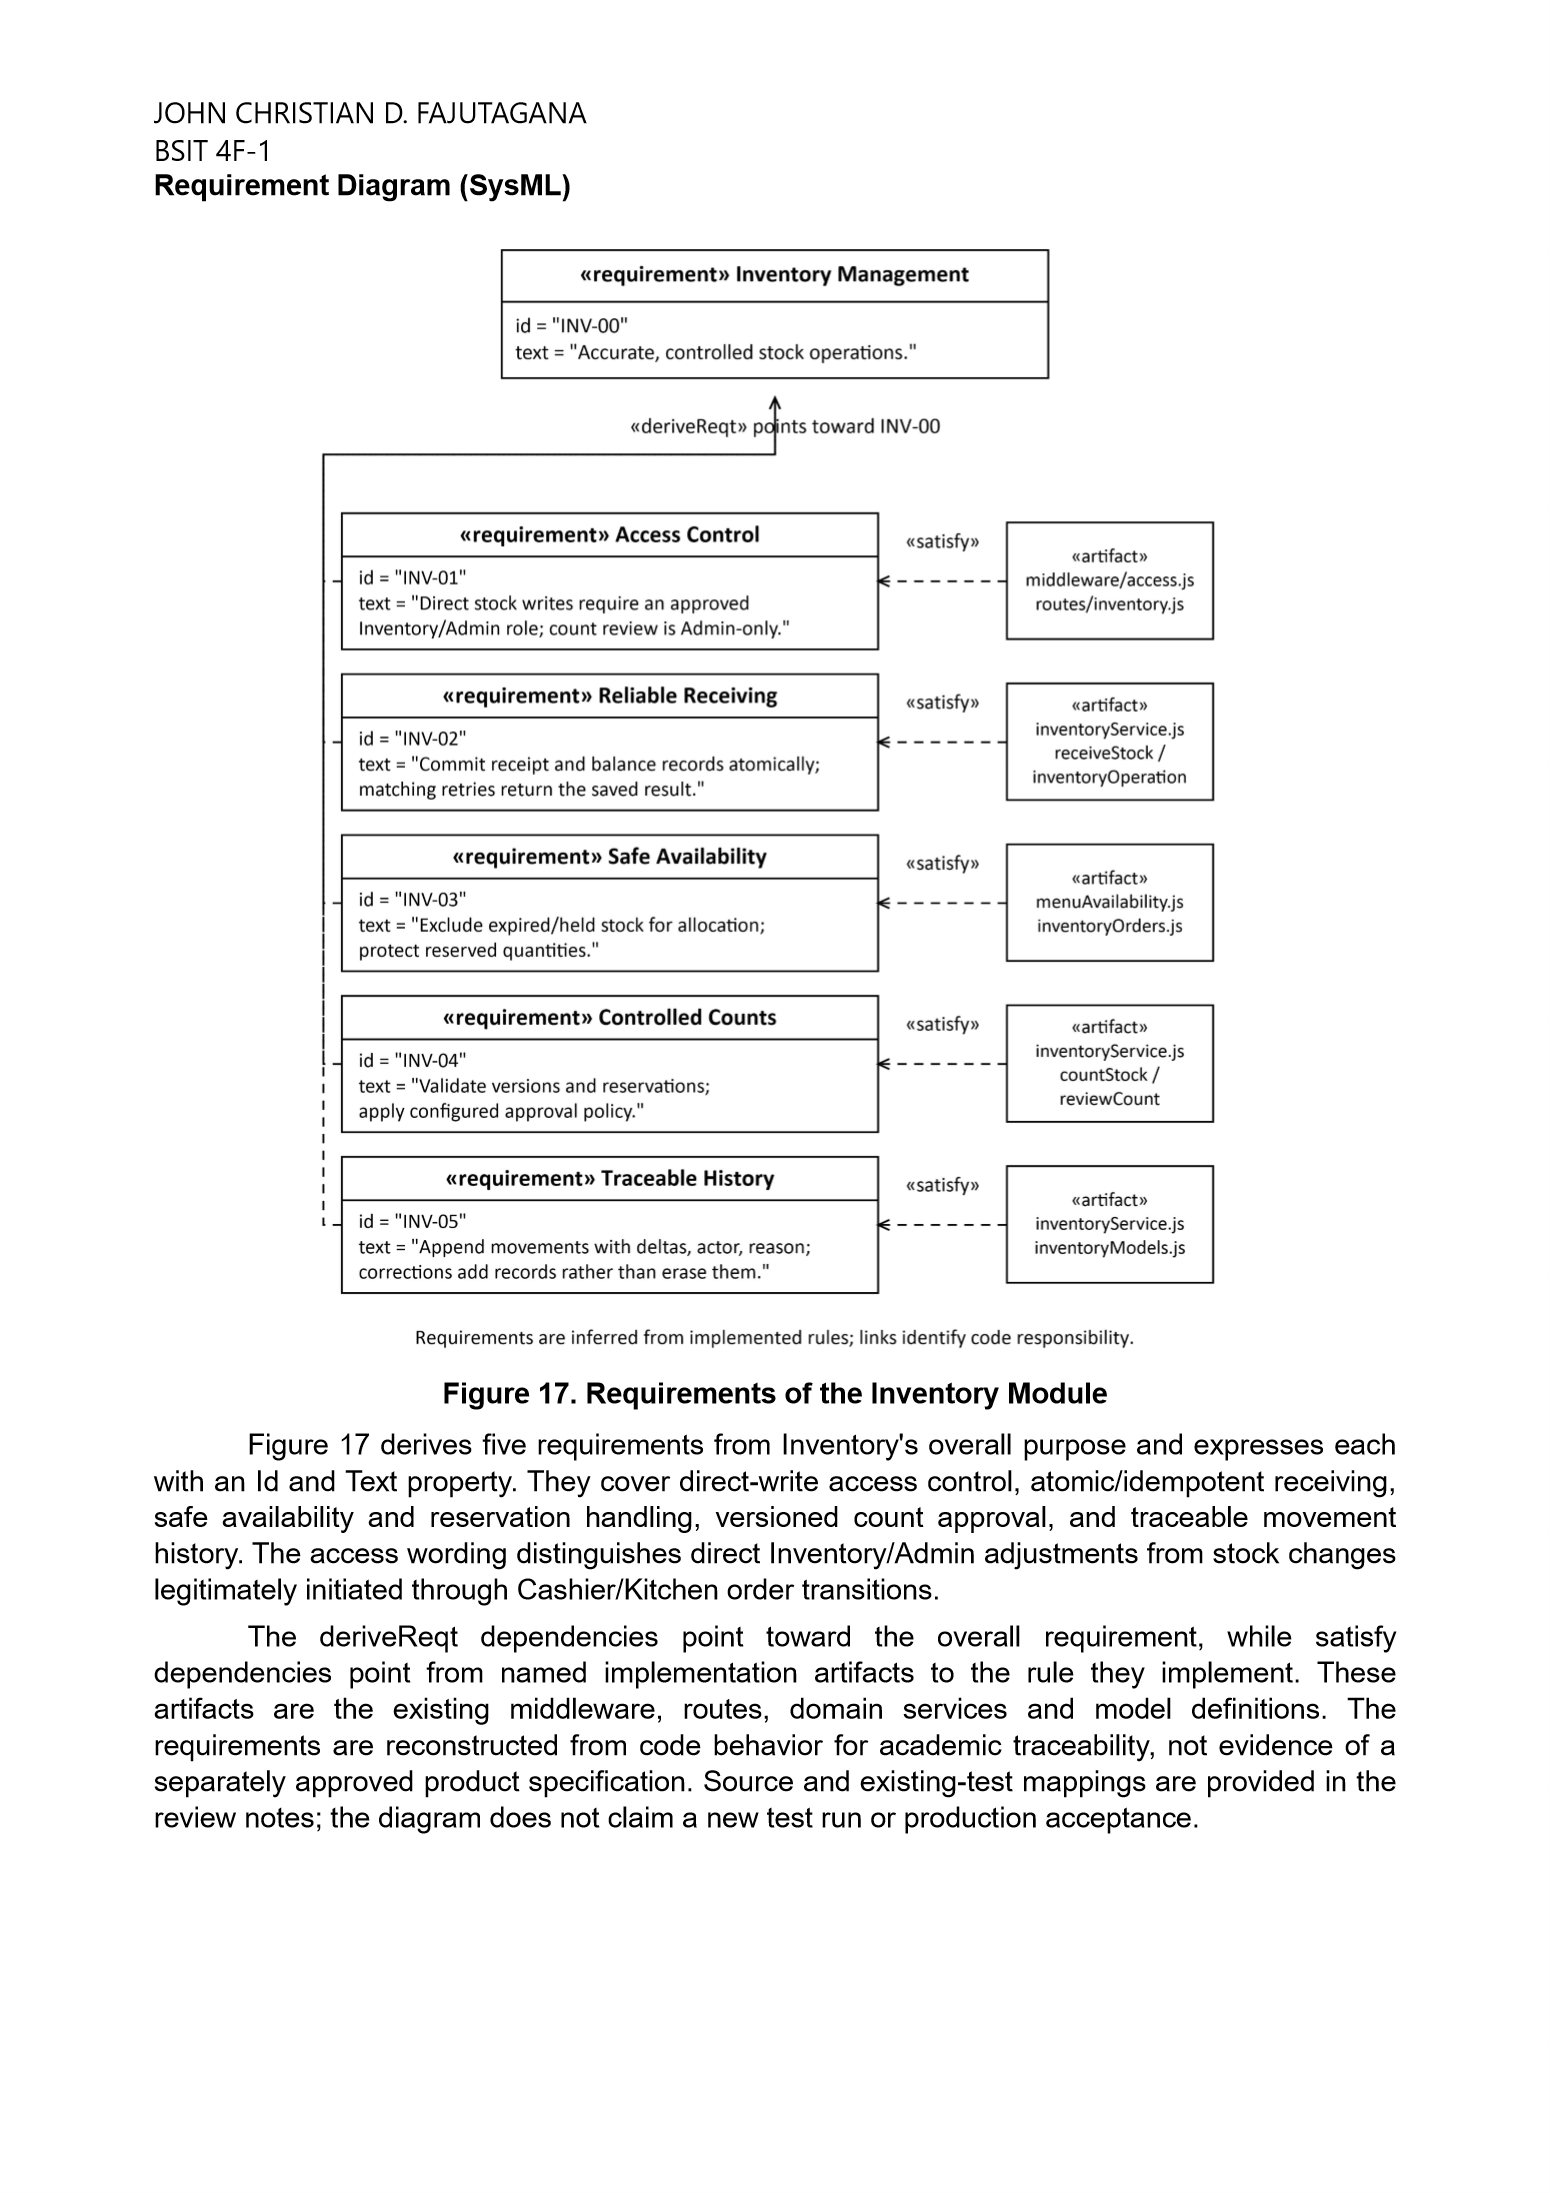 JOHN CHRISTIAN D. FAJUTAGANA
BSIT 4F-1
Requirement Diagram (SysML)
«requirement» Inventory Management
id = "INV-00"
text = "Accurate, controlled stock operations."
«deriveReqt» points toward INV-00
«requirement» Access Control
id = "INV-01"
text = "Direct stock writes require an approved
Inventory/Admin role; count review is Admin-only."
«satisfy»
«artifact»
middleware/access.js
routes/inventory.js
«requirement» Reliable Receiving
id = "INV-02"
text = "Commit receipt and balance records atomically;
matching retries return the saved result."
«satisfy»
«artifact»
inventoryService.js
receiveStock /
inventoryOperation
«requirement» Safe Availability
id = "INV-03"
text = "Exclude expired/held stock for allocation;
protect reserved quantities."
«satisfy»
«artifact»
menuAvailability.js
inventoryOrders.js
«requirement» Controlled Counts
id = "INV-04"
text = "Validate versions and reservations;
apply configured approval policy."
«satisfy»
«artifact»
inventoryService.js
countStock /
reviewCount
«requirement» Traceable History
id = "INV-05"
text = "Append movements with deltas, actor, reason;
corrections add records rather than erase them."
«satisfy»
«artifact»
inventoryService.js
inventoryModels.js
Requirements are inferred from implemented rules; links identify code responsibility.
Figure 17. Requirements of the Inventory Module
Figure 17 derives five requirements from Inventory's overall purpose and expresses each
with an Id and Text property. They cover direct-write access control, atomic/idempotent receiving,
safe availability and reservation handling, versioned count approval, and traceable movement
history. The access wording distinguishes direct Inventory/Admin adjustments from stock changes
legitimately initiated through Cashier/Kitchen order transitions.
The deriveReqt dependencies point toward the overall requirement, while satisfy
dependencies point from named implementation artifacts to the rule they implement. These
artifacts are the existing middleware, routes, domain services and model definitions. The
requirements are reconstructed from code behavior for academic traceability, not evidence of a
separately approved product specification. Source and existing-test mappings are provided in the
review notes; the diagram does not claim a new test run or production acceptance.